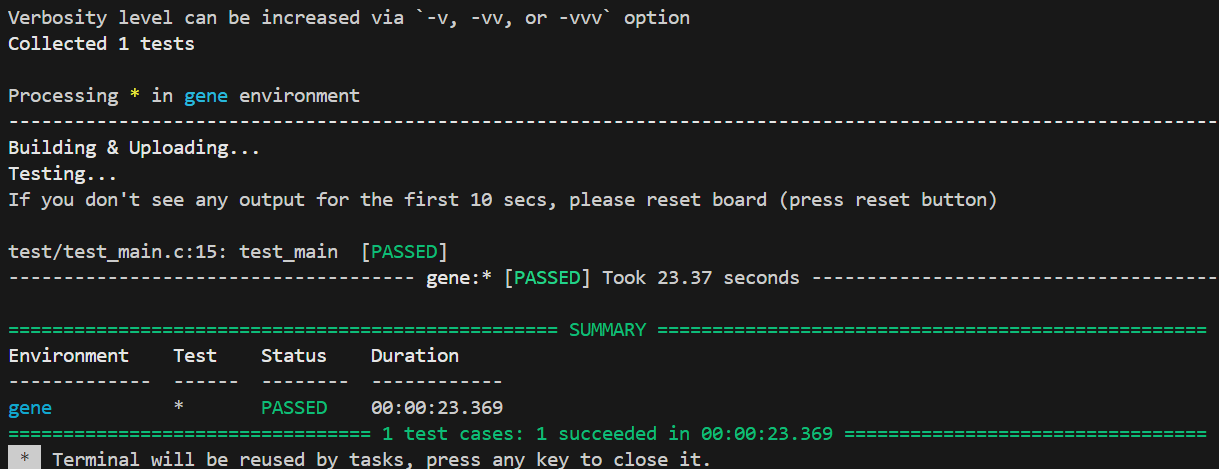 Verbosity level can be increased via `-v, -vv, or -vvv` option
Collected 1 tests
Processing * in gene environment
--------------------------------------------------------------------------------------------------------------
Building & Uploading...
Testing...
If you don't see any output for the first 10 secs, please reset board (press reset button)
test/test_main.c:15: test_main  [PASSED]
------------------------------------- gene:* [PASSED] Took 23.37 seconds -------------------------------------
================================================== SUMMARY ==================================================
Environment    Test    Status    Duration
-------------  ------  --------  ------------
gene           *       PASSED    00:00:23.369
================================= 1 test cases: 1 succeeded in 00:00:23.369 =================================
 *  Terminal will be reused by tasks, press any key to close it.